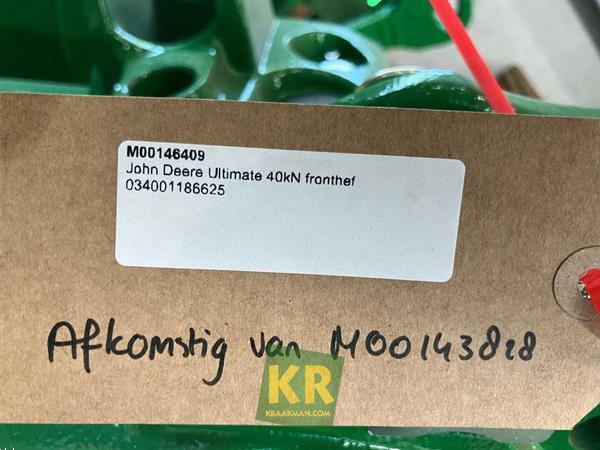 M00146409
John Deere Ultimate 40kN fronthef
034001186625
Afkomstig van M00143828
KR
KRAAKMAN.COM